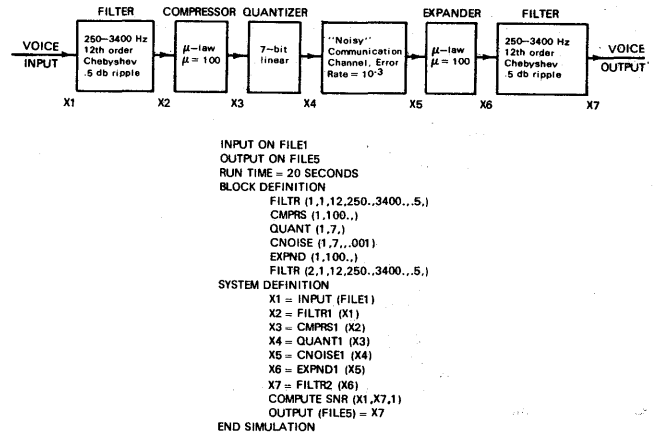 FILTER COMPRESSOR QUANTIZER EXPANDER FILTER
VOICE
INPUT
250–3400 Hz
12th order
Chebyshev
.5 db ripple
μ–law
μ = 100
7–bit
linear
"Noisy"
Communication
Channel, Error
Rate = 10⁻³
μ–law
μ = 100
250–3400 Hz
12th order
Chebyshev
.5 db ripple
VOICE
OUTPUT
X1 X2 X3 X4 X5 X6 X7
INPUT ON FILE1
OUTPUT ON FILE5
RUN TIME = 20 SECONDS
BLOCK DEFINITION
FILTR (1,1,12,250.,3400.,.5,)
CMPRS (1,100.,)
QUANT (1,7,)
CNOISE (1,7,,.001)
EXPND (1,100.,)
FILTR (2,1,12,250.,3400.,.5,)
SYSTEM DEFINITION
X1 = INPUT (FILE1)
X2 = FILTR1 (X1)
X3 = CMPRS1 (X2)
X4 = QUANT1 (X3)
X5 = CNOISE1 (X4)
X6 = EXPND1 (X5)
X7 = FILTR2 (X6)
COMPUTE SNR (X1,X7,1)
OUTPUT (FILE5) = X7
END SIMULATION